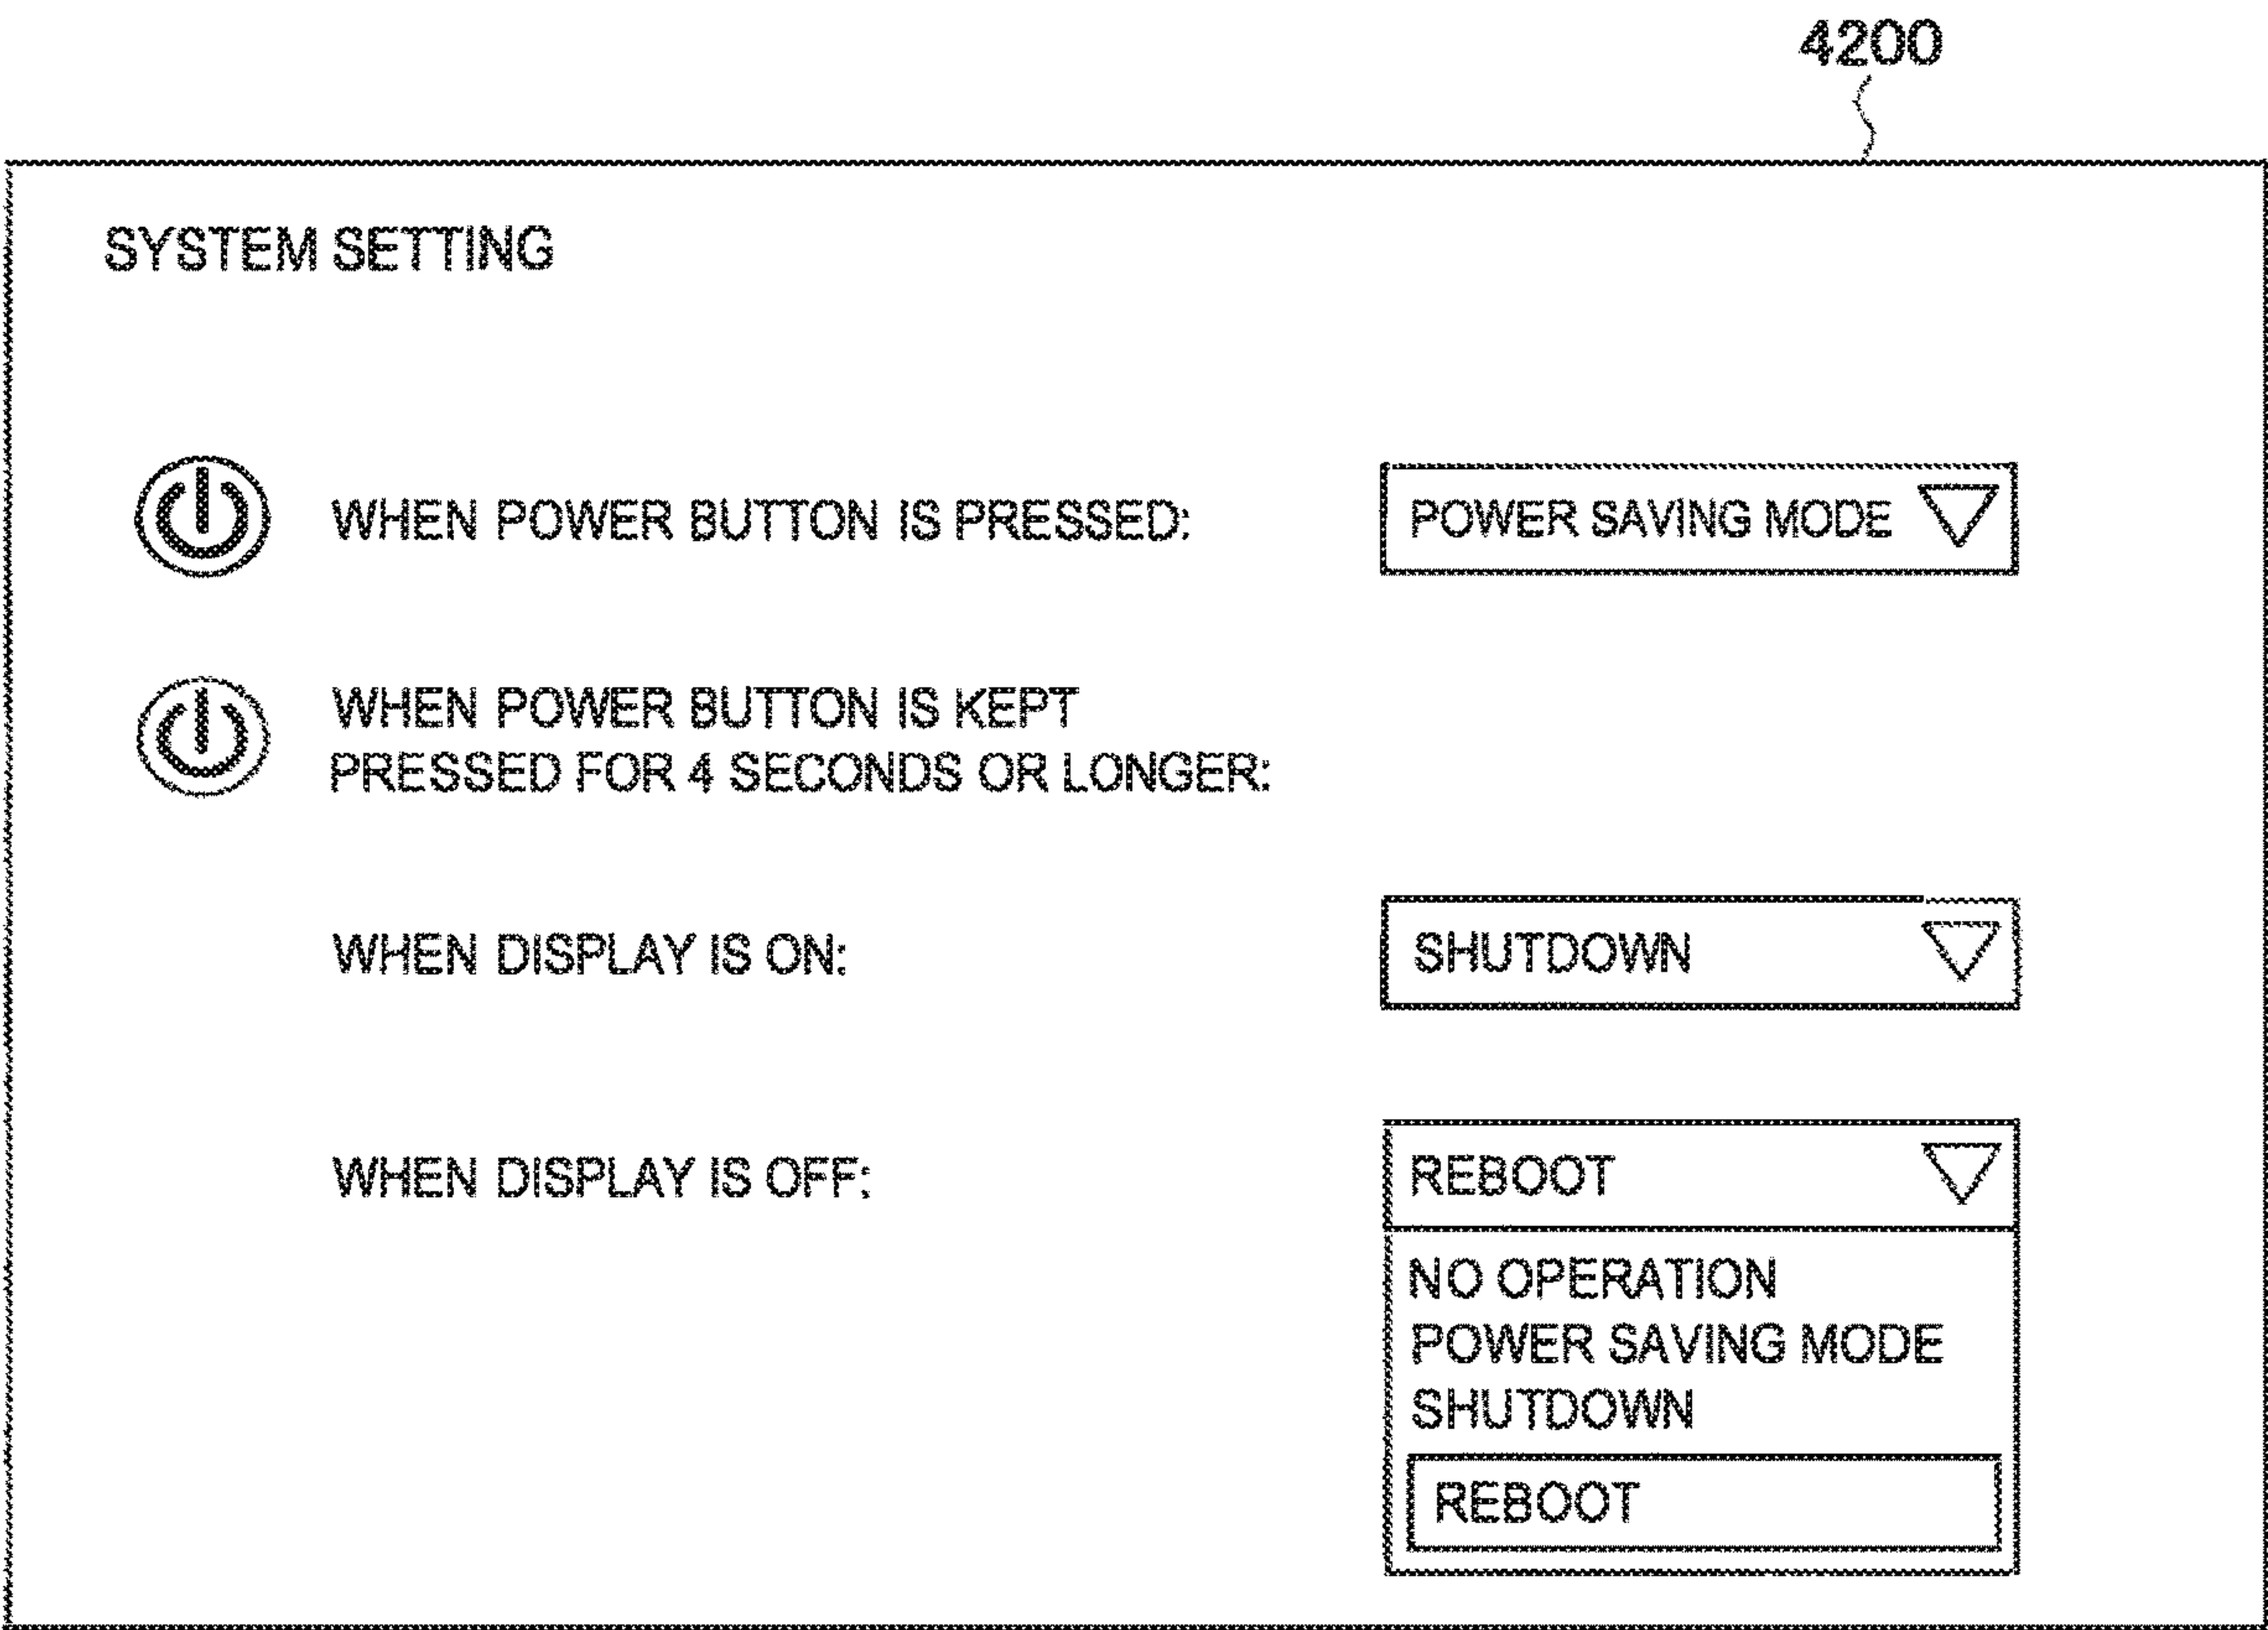 4200
SYSTEM SETTING
WHEN POWER BUTTON IS PRESSED:
POWER SAVING MODE
WHEN POWER BUTTON IS KEPT
PRESSED FOR 4 SECONDS OR LONGER:
WHEN DISPLAY IS ON:
SHUTDOWN
WHEN DISPLAY IS OFF:
REBOOT
NO OPERATION
POWER SAVING MODE
SHUTDOWN
REBOOT